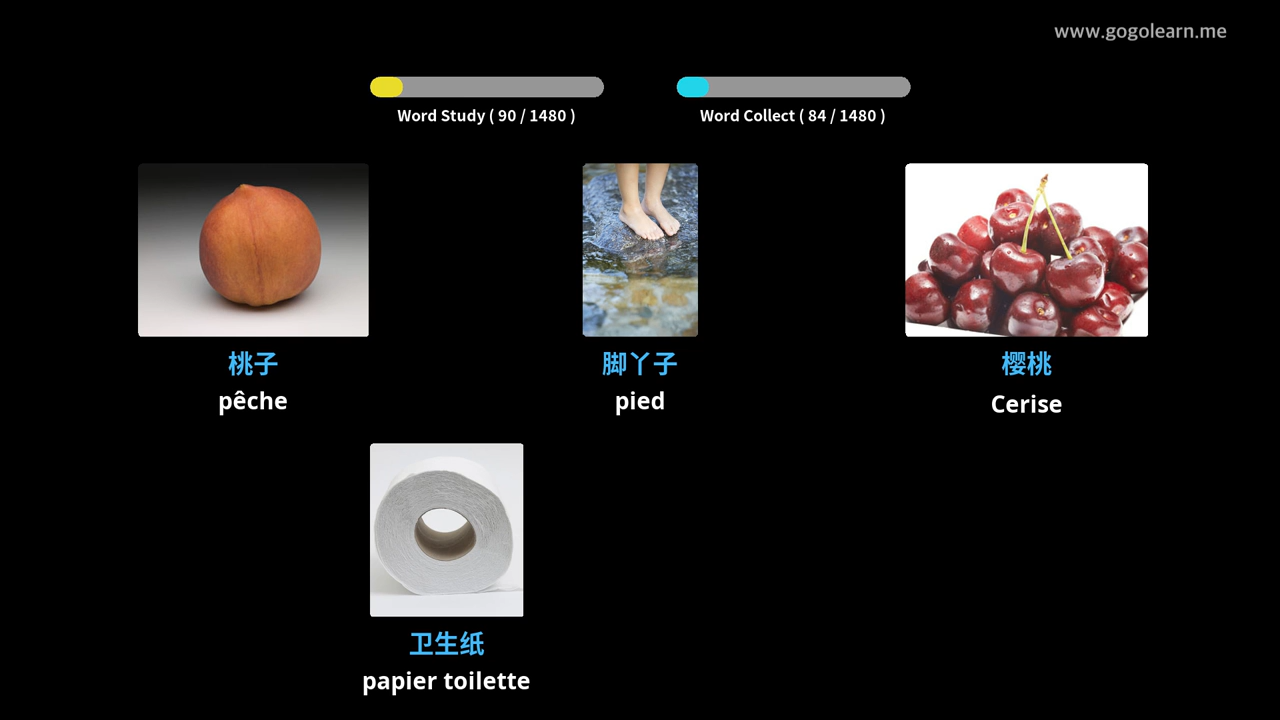 www.gogolearn.me
Word Study ( 90 / 1480 )
Word Collect ( 84 / 1480 )
桃子
pêche
脚丫子
pied
樱桃
Cerise
卫生纸
papier toilette